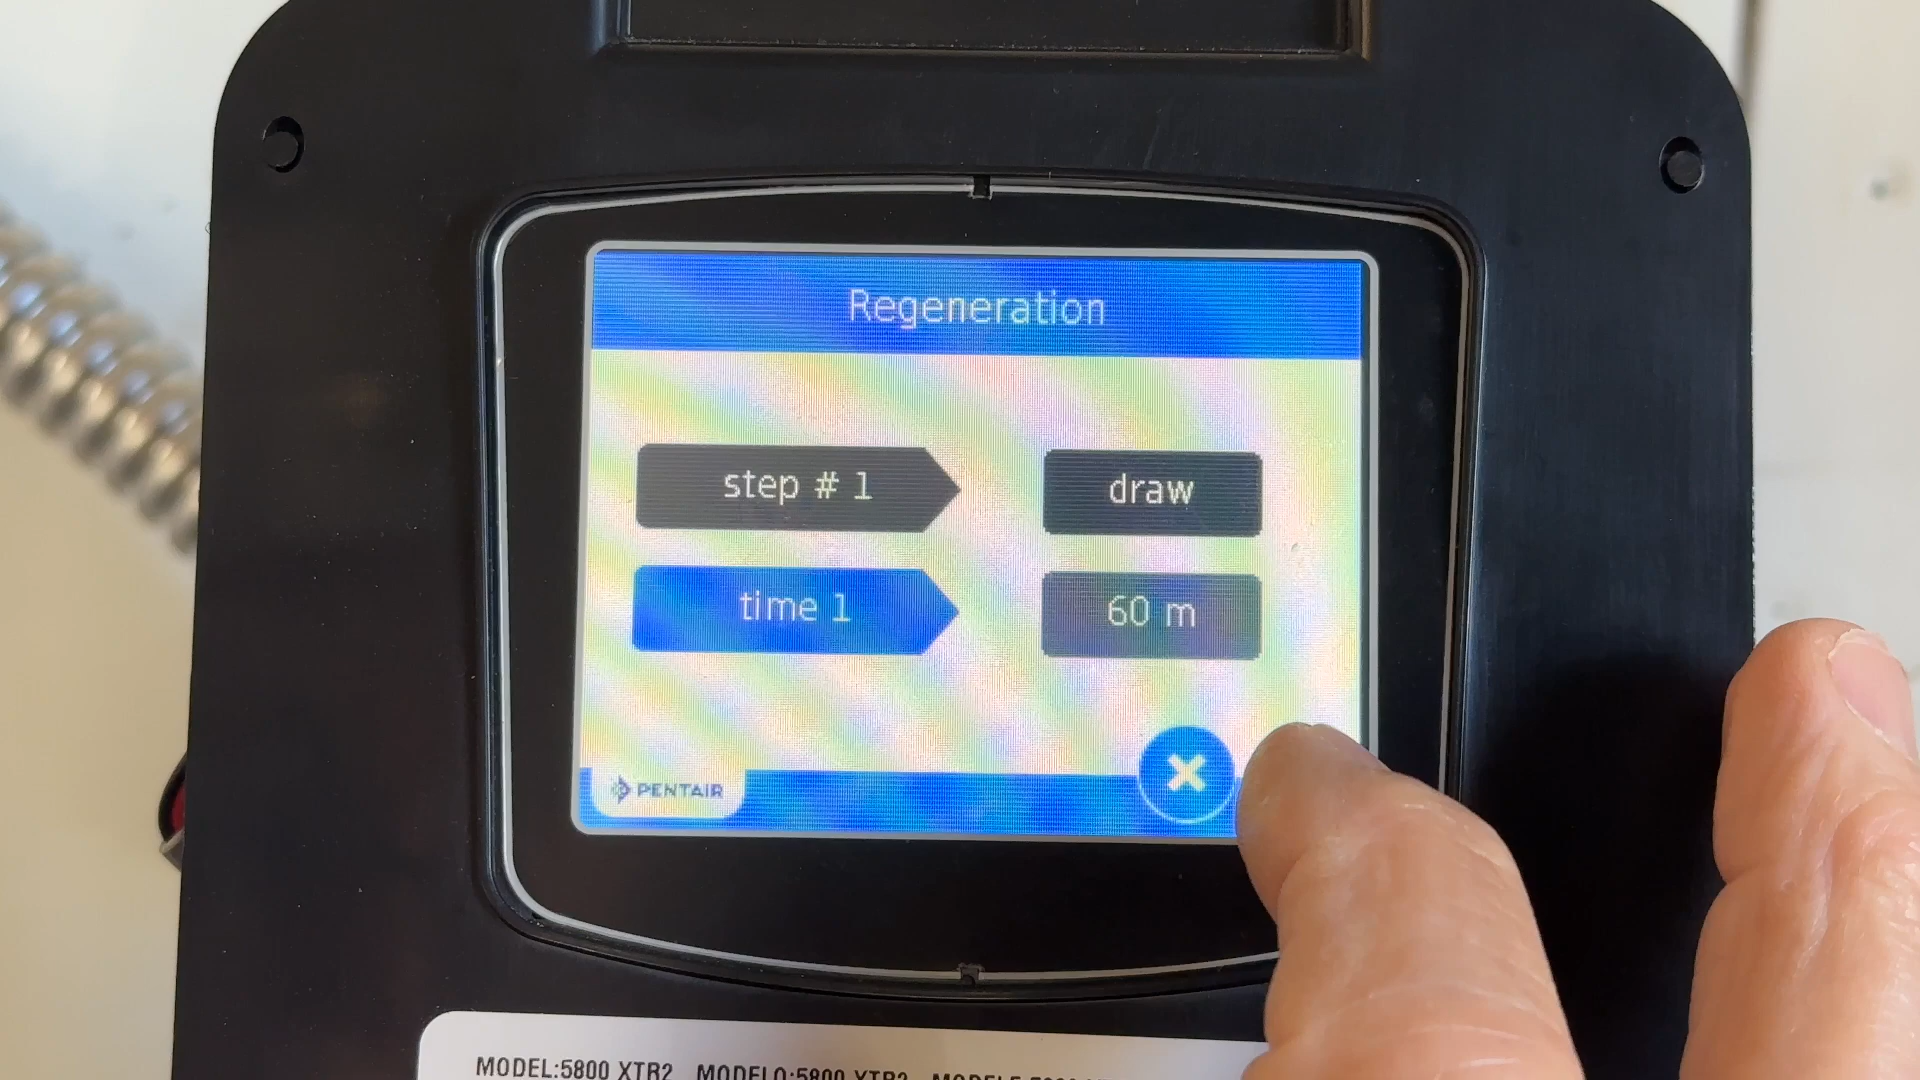 Regeneration
step # 1 draw
time 1 60 m
PENTAIR
MODEL:5800 XTR2 MODELO:5800 XTR2